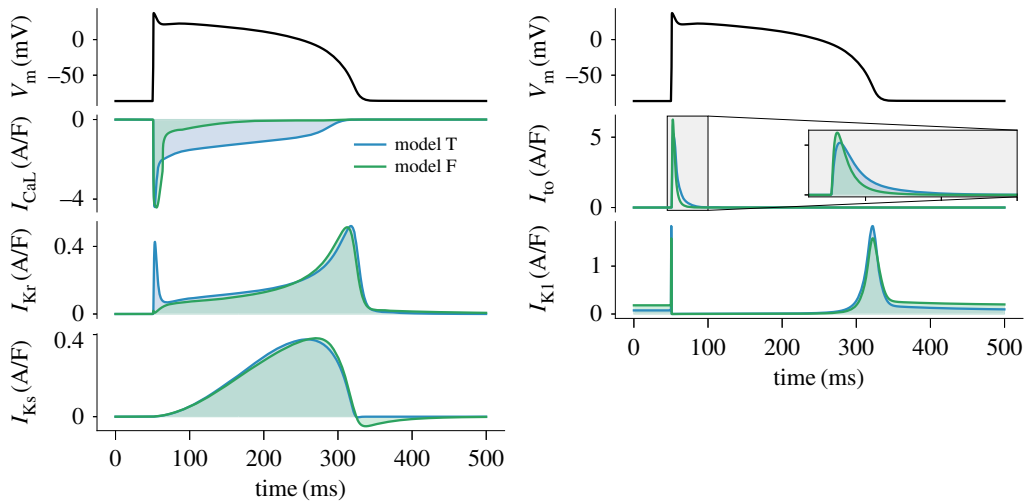 V_m (mV)
0
−50
I_CaL (A/F)
0
−4
model T
model F
I_Kr (A/F)
0.4
0
I_Ks (A/F)
0.4
0
0 100 200 300 400 500
time (ms)
V_m (mV)
0
−50
I_to (A/F)
5
0
I_K1 (A/F)
1
0
0 100 200 300 400 500
time (ms)